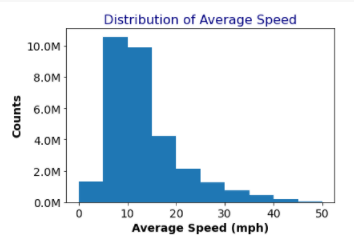 Distribution of Average Speed
10.0M
8.0M
6.0M
4.0M
2.0M
0.0M
Counts
0 10 20 30 40 50
Average Speed (mph)